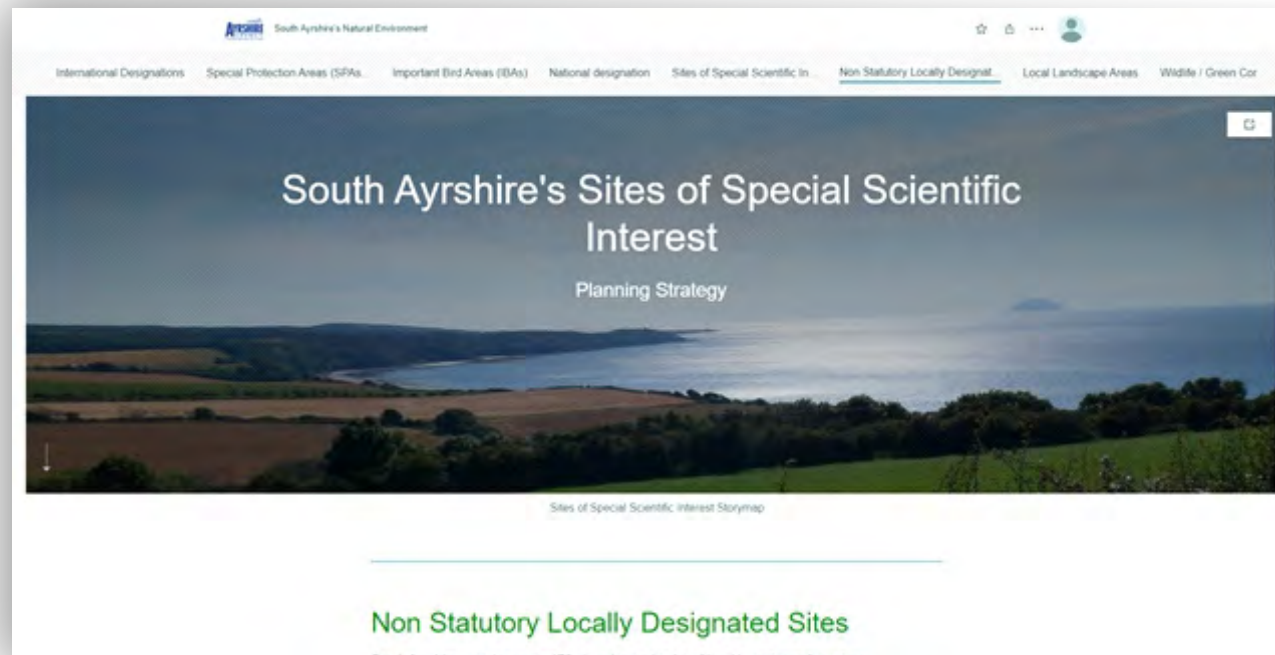 AYRSHIRE South Ayrshire's Natural Environment
International Designations Special Protection Areas (SPAs... Important Bird Areas (IBAs) National designation Sites of Special Scientific In... Non Statutory Locally Designat... Local Landscape Areas Wildlife / Green Cor
South Ayrshire's Sites of Special Scientific
Interest
Planning Strategy
Sites of Special Scientific Interest Storymap
Non Statutory Locally Designated Sites